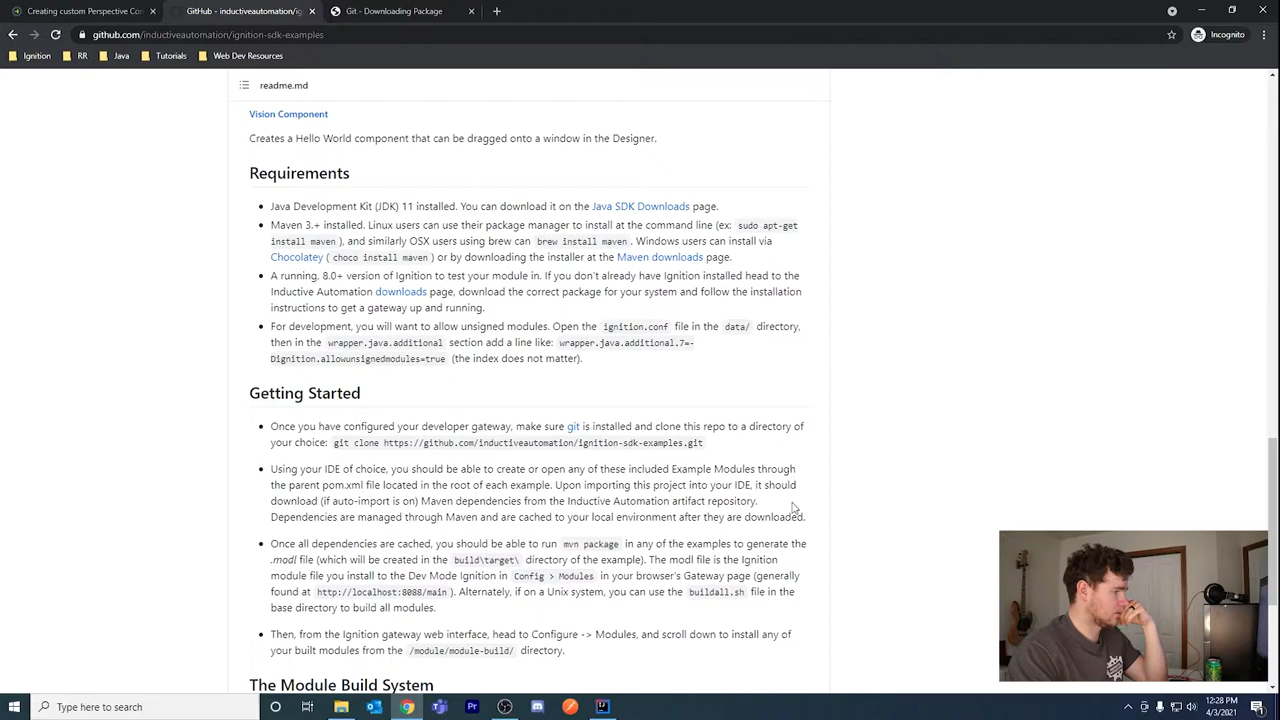 Creating custom Perspective Con
GitHub - inductiveautomation/ig
Git - Downloading Package
github.com/inductiveautomation/ignition-sdk-examples
Incognito
Ignition
RR
Java
Tutorials
Web Dev Resources
readme.md
Vision Component
Creates a Hello World component that can be dragged onto a window in the Designer.
Requirements
Java Development Kit (JDK) 11 installed. You can download it on the Java SDK Downloads page.
Maven 3.+ installed. Linux users can use their package manager to install at the command line (ex: sudo apt-get
install maven), and similarly OSX users using brew can brew install maven. Windows users can install via
Chocolatey ( choco install maven ) or by downloading the installer at the Maven downloads page.
A running, 8.0+ version of Ignition to test your module in. If you don't already have Ignition installed head to the
Inductive Automation downloads page, download the correct package for your system and follow the installation
instructions to get a gateway up and running.
For development, you will want to allow unsigned modules. Open the ignition.conf file in the data/ directory,
then in the wrapper.java.additional section add a line like: wrapper.java.additional.7=-
Dignition.allowunsignedmodules=true (the index does not matter).
Getting Started
Once you have configured your developer gateway, make sure git is installed and clone this repo to a directory of
your choice: git clone https://github.com/inductiveautomation/ignition-sdk-examples.git
Using your IDE of choice, you should be able to create or open any of these included Example Modules through
the parent pom.xml file located in the root of each example. Upon importing this project into your IDE, it should
download (if auto-import is on) Maven dependencies from the Inductive Automation artifact repository.
Dependencies are managed through Maven and are cached to your local environment after they are downloaded.
Once all dependencies are cached, you should be able to run mvn package in any of the examples to generate the
.modl file (which will be created in the build\target\ directory of the example). The modl file is the Ignition
module file you install to the Dev Mode Ignition in Config > Modules in your browser's Gateway page (generally
found at http://localhost:8088/main ). Alternately, if on a Unix system, you can use the buildall.sh file in the
base directory to build all modules.
Then, from the Ignition gateway web interface, head to Configure -> Modules, and scroll down to install any of
your built modules from the /module/module-build/ directory.
The Module Build System
Type here to search
12:28 PM
4/3/2021